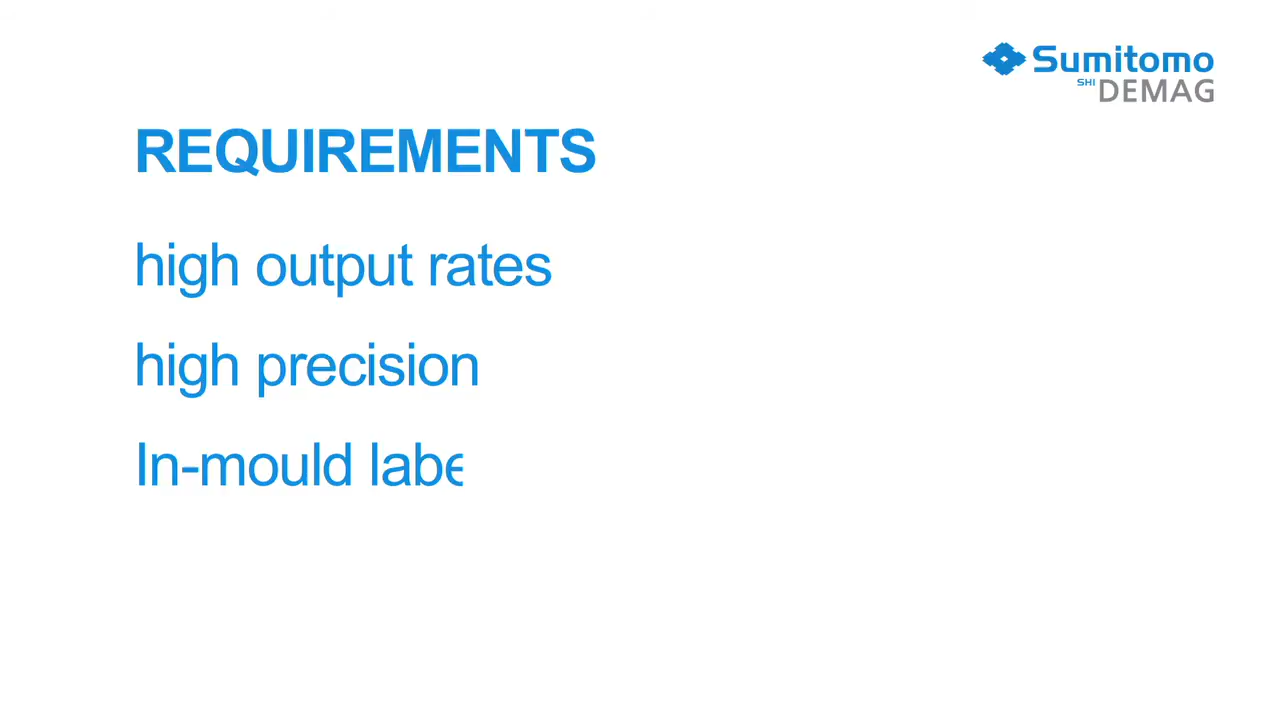 Sumitomo
SHI DEMAG
REQUIREMENTS
high output rates
high precision
In-mould labe